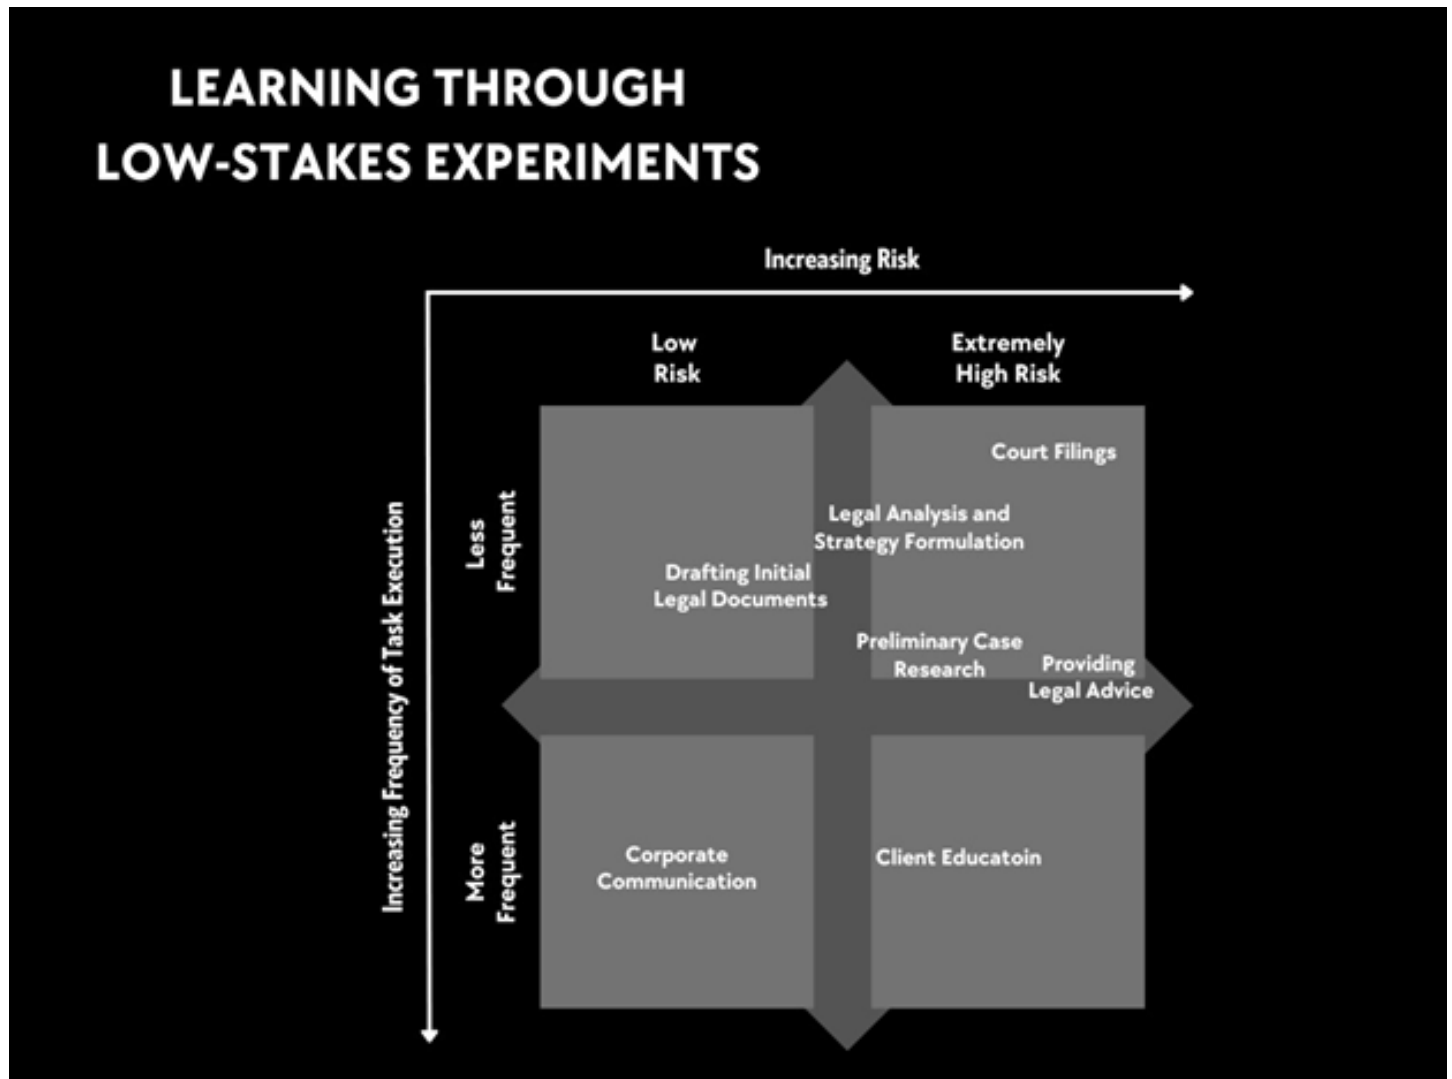 LEARNING THROUGH
LOW-STAKES EXPERIMENTS
Increasing Risk
Low
Risk
Extremely
High Risk
Increasing Frequency of Task Execution
Less
Frequent
Court Filings
Legal Analysis and
Strategy Formulation
Drafting Initial
Legal Documents
Preliminary Case
Research
Providing
Legal Advice
More
Frequent
Corporate
Communication
Client Educatoin